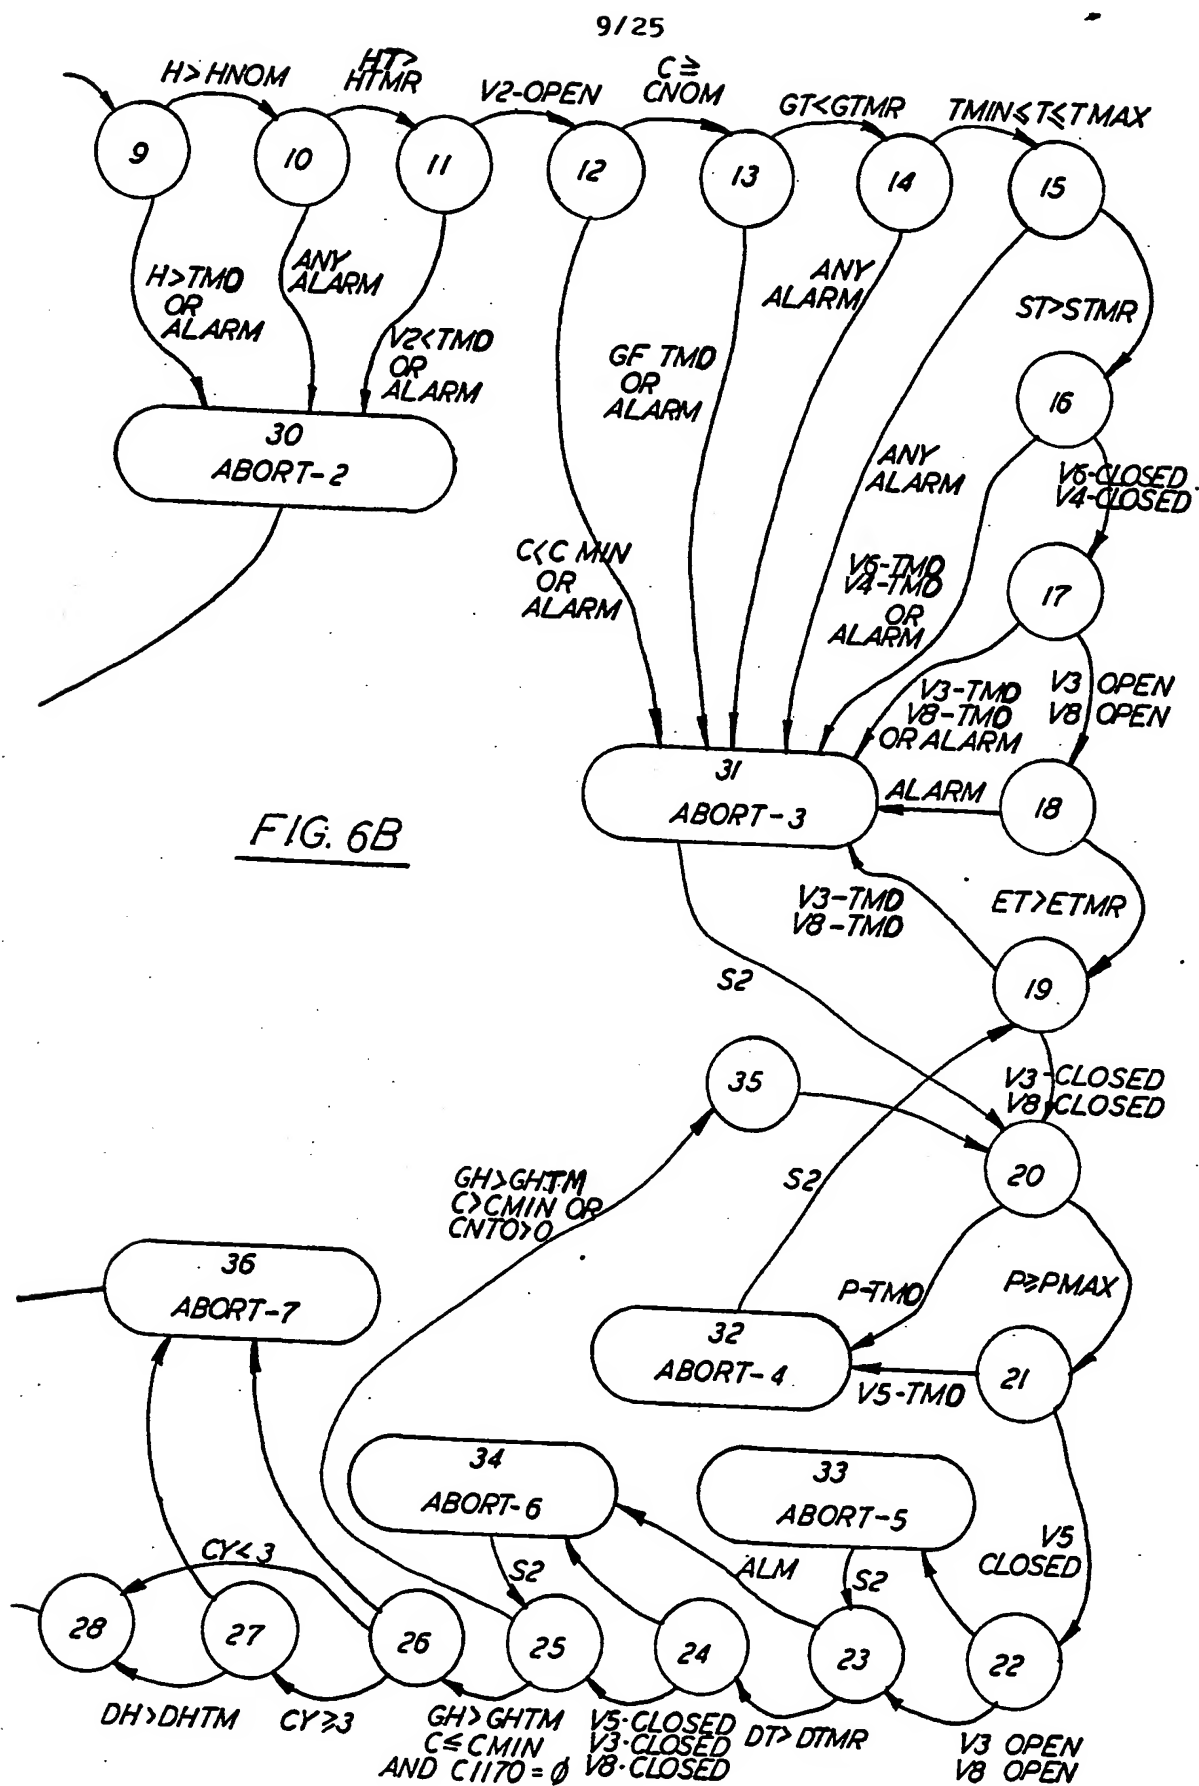 9/25
H>HNOM
HT>
HTMR
V2-OPEN
C≥
CNOM
GT<GTMR
TMIN≤T≤TMAX
9
10
11
12
13
14
15
H>TMO
OR
ALARM
ANY
ALARM
V2<TMO
OR
ALARM
30
ABORT-2
C<C MIN
OR
ALARM
GF TMO
OR
ALARM
ANY
ALARM
ANY
ALARM
ST>STMR
16
V6-CLOSED
V4-CLOSED
V6-TMO
V4-TMO
OR
ALARM
17
V3-TMO
V8-TMO
OR ALARM
V3 OPEN
V8 OPEN
31
ABORT-3
ALARM
18
FIG. 6B
V3-TMO
V8-TMO
ET>ETMR
19
S2
35
V3-CLOSED
V8-CLOSED
20
GH>GHTM
C>CMIN OR
CNTO>0
S2
36
ABORT-7
P-TMO
P≥PMAX
32
ABORT-4
V5-TMO
21
34
ABORT-6
33
ABORT-5
V5
CLOSED
CY<3
S2
ALM
S2
28
27
26
25
24
23
22
DH>DHTM
CY≥3
GH>GHTM
C≤CMIN
AND C1170=ϕ
V5-CLOSED
V3-CLOSED
V8-CLOSED
DT>DTMR
V3 OPEN
V8 OPEN